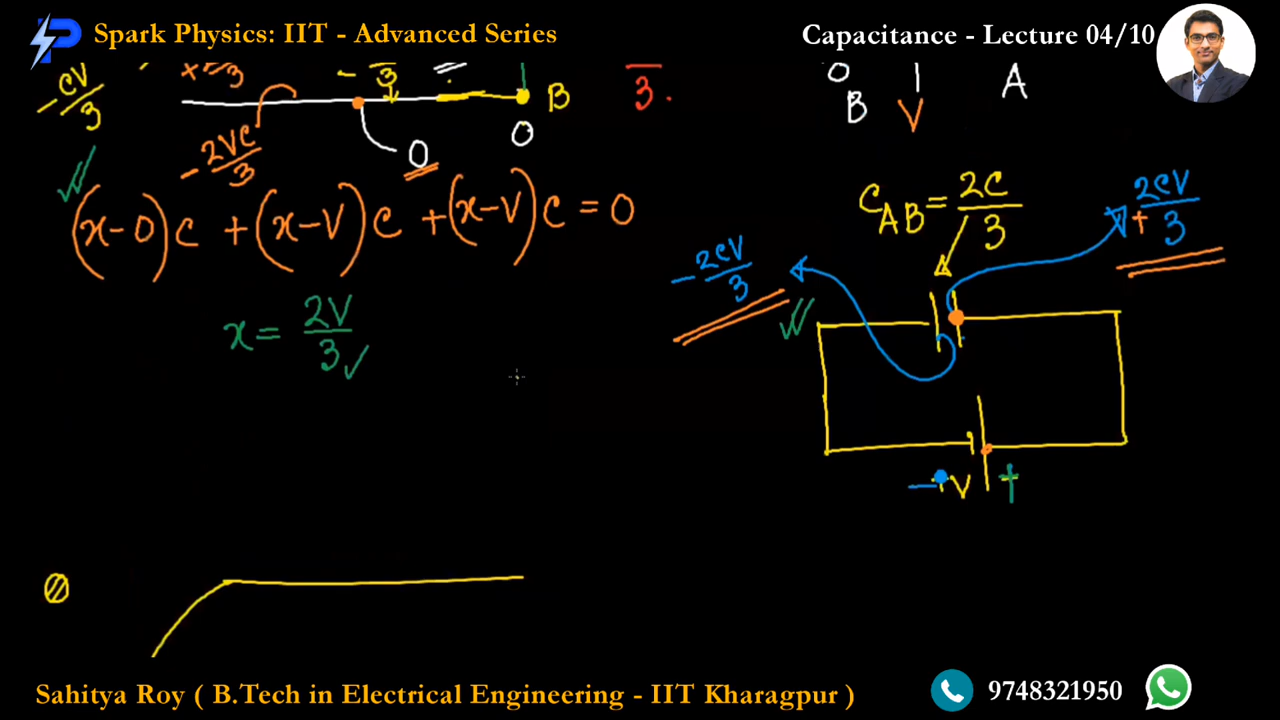 Spark Physics: IIT - Advanced Series
Capacitance - Lecture 04/10
-CV/3
-2VC/3
0
B
0
3.
0 | A
B V
(x-0)C + (x-V)C + (x-V)C = 0
x = 2V/3 ✓
C_AB = 2C/3
-2CV/3
+2CV/3
- V +
Sahitya Roy ( B.Tech in Electrical Engineering - IIT Kharagpur )
9748321950